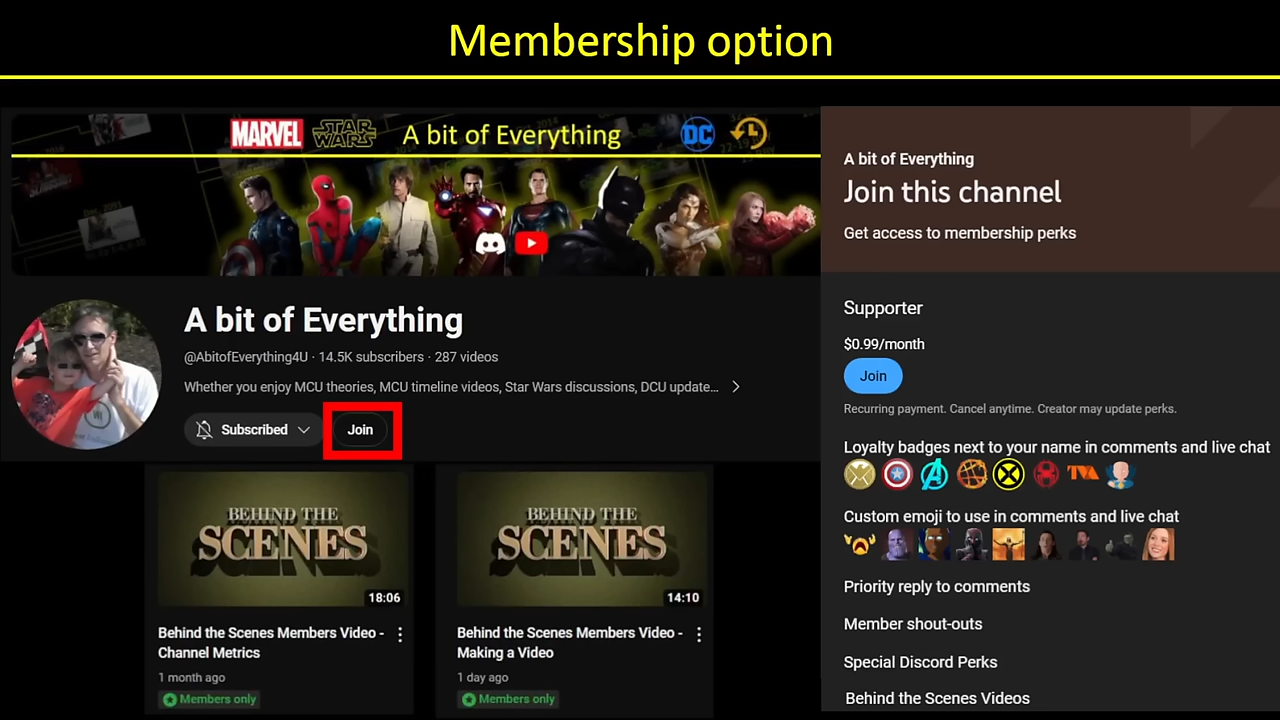 Membership option
MARVEL STAR WARS A bit of Everything DC
A bit of Everything
@AbitofEverything4U · 14.5K subscribers · 287 videos
Whether you enjoy MCU theories, MCU timeline videos, Star Wars discussions, DCU update...
Subscribed
Join
BEHIND THE
SCENES
18:06
Behind the Scenes Members Video -
Channel Metrics
1 month ago
Members only
BEHIND THE
SCENES
14:10
Behind the Scenes Members Video -
Making a Video
1 day ago
Members only
A bit of Everything
Join this channel
Get access to membership perks
Supporter
$0.99/month
Join
Recurring payment. Cancel anytime. Creator may update perks.
Loyalty badges next to your name in comments and live chat
TVA
Custom emoji to use in comments and live chat
Priority reply to comments
Member shout-outs
Special Discord Perks
Behind the Scenes Videos